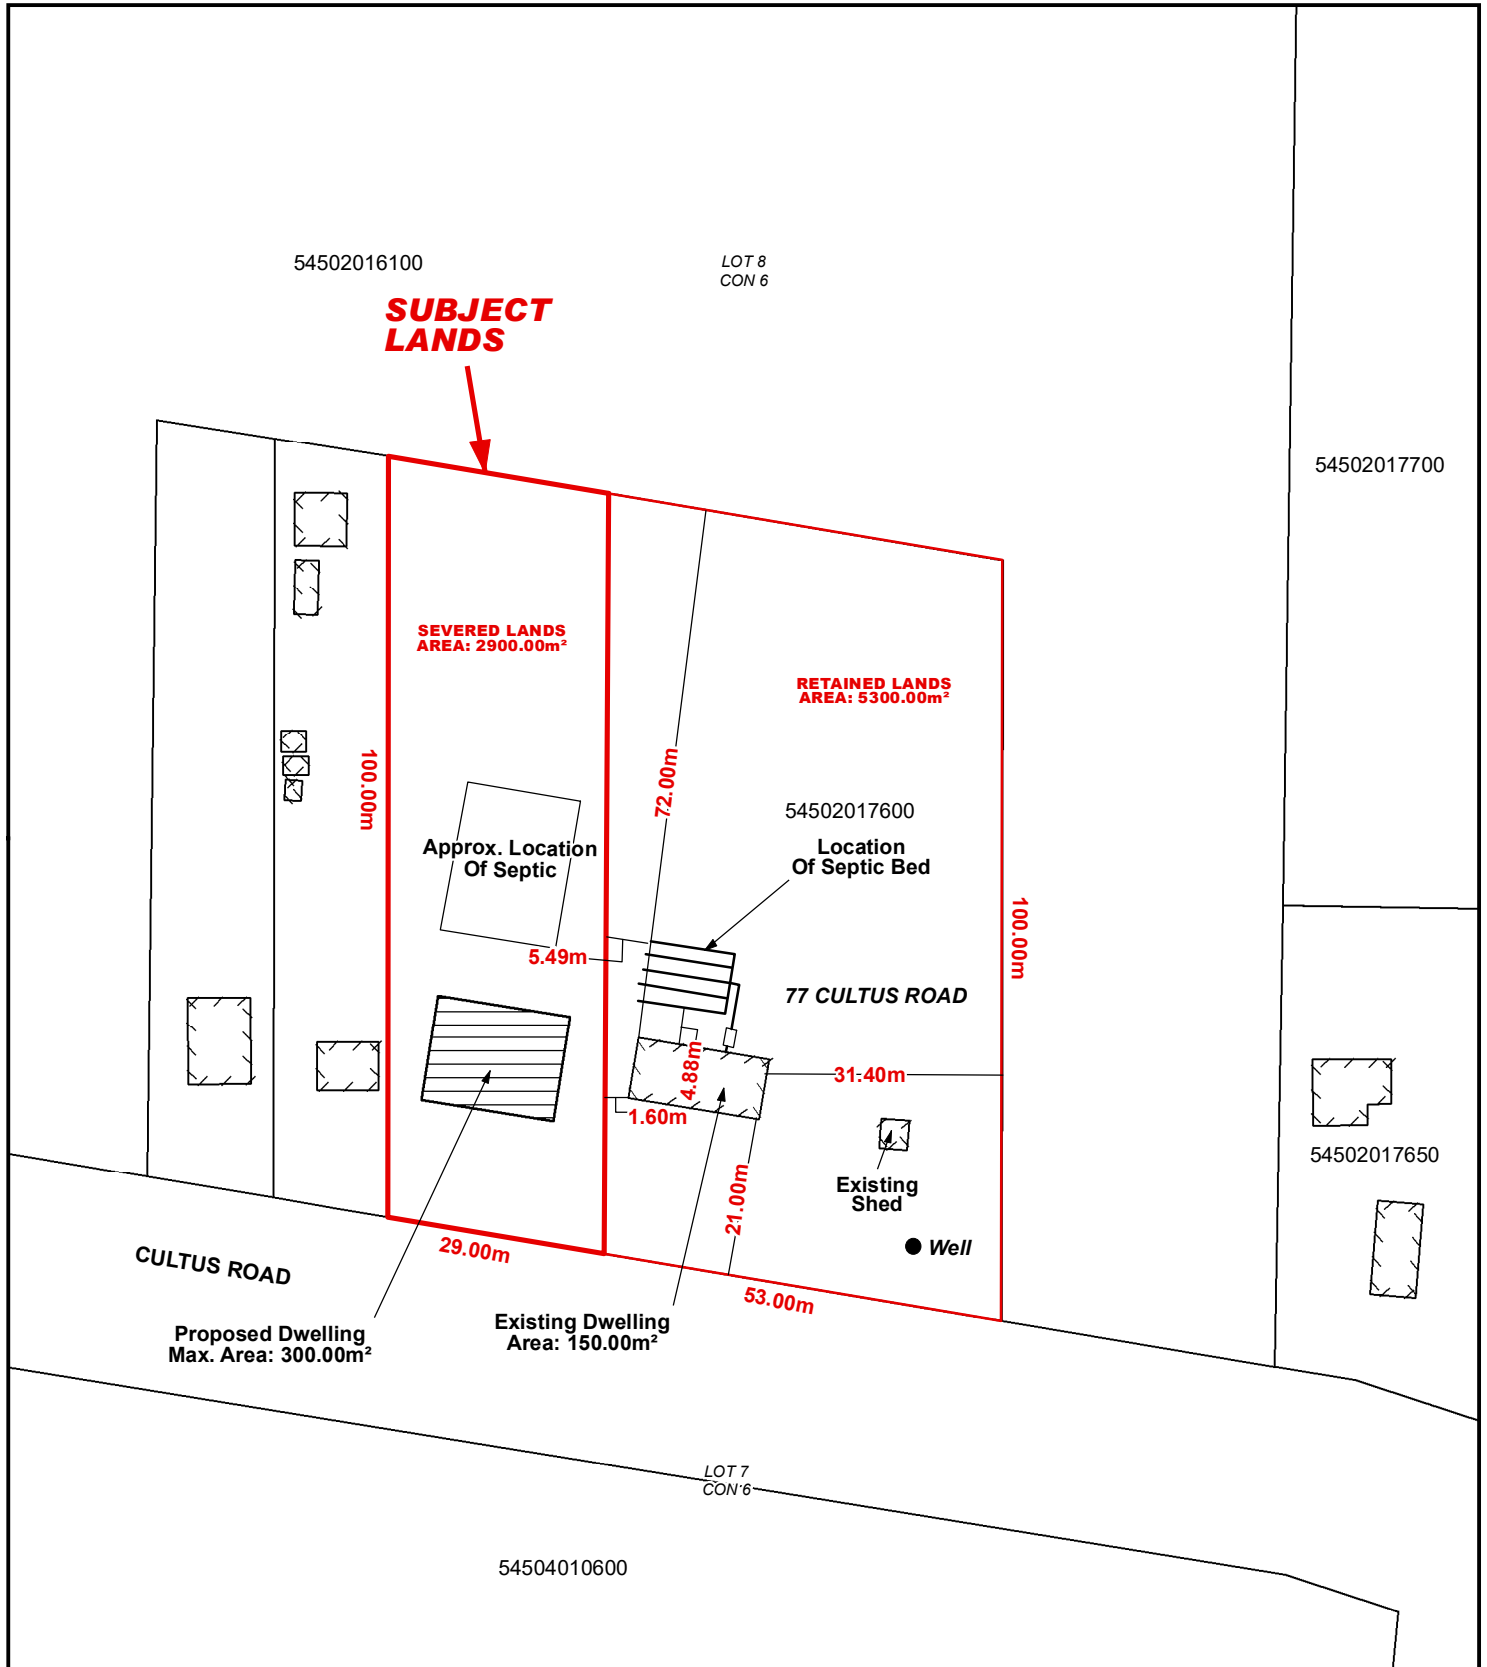 54502016100
LOT 8
CON 6
SUBJECT
LANDS
54502017700
SEVERED LANDS
AREA: 2900.00m²
RETAINED LANDS
AREA: 5300.00m²
100.00m
72.00m
54502017600
Approx. Location
Of Septic
Location
Of Septic Bed
100.00m
5.49m
77 CULTUS ROAD
4.88m
31.40m
1.60m
54502017650
Existing
Shed
21.00m
Well
29.00m
CULTUS ROAD
53.00m
Proposed Dwelling
Max. Area: 300.00m²
Existing Dwelling
Area: 150.00m²
LOT 7
CON 6
54504010600